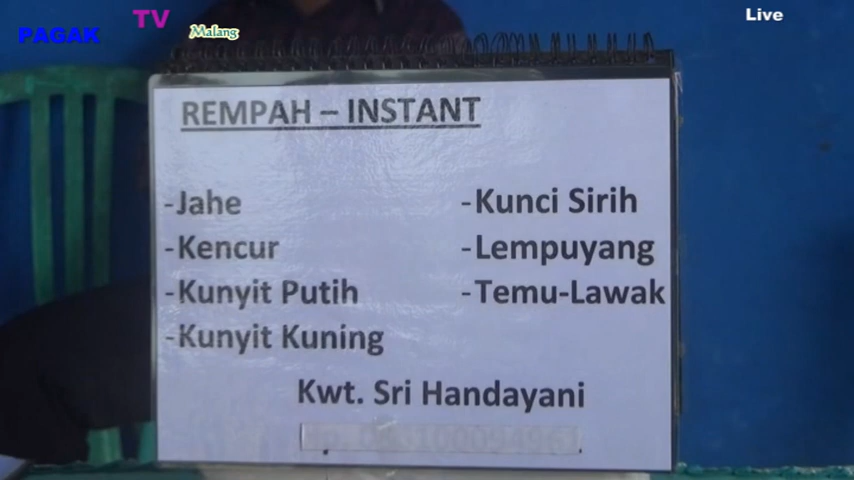 PAGAK TV Malang
Live
REMPAH – INSTANT
-Jahe
-Kencur
-Kunyit Putih
-Kunyit Kuning
-Kunci Sirih
-Lempuyang
-Temu-Lawak
Kwt. Sri Handayani